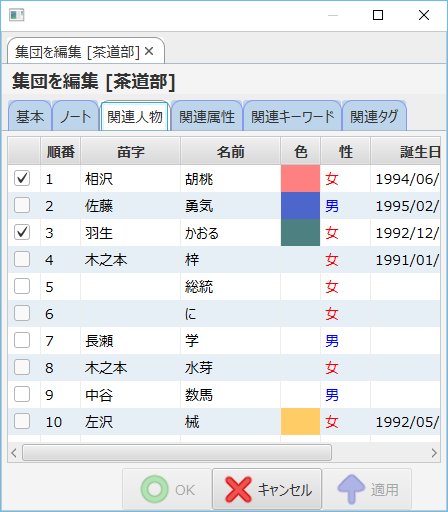 集団を編集 [茶道部]
集団を編集 [茶道部]
基本 ノート 関連人物 関連属性 関連キーワード 関連タグ
順番 苗字 名前 色 性 誕生日
1 相沢 胡桃 女 1994/06/
2 佐藤 勇気 男 1995/02/
3 羽生 かおる 女 1992/12/
4 木之本 梓 女 1991/01/
5 総統 女
6 に 女
7 長瀬 学 男
8 木之本 水芽 女
9 中谷 数馬 男
10 左沢 械 女 1992/05/
OK キャンセル 適用